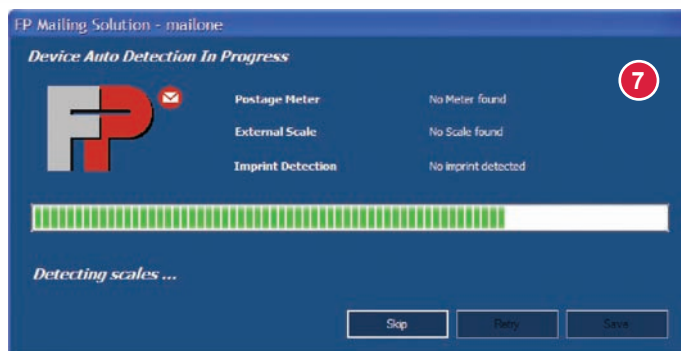 FP Mailing Solution - mailone
Device Auto Detection In Progress
7
FP
Postage Meter No Meter found
External Scale No Scale found
Imprint Detection No imprint detected
Detecting scales ...
Skip Retry Save